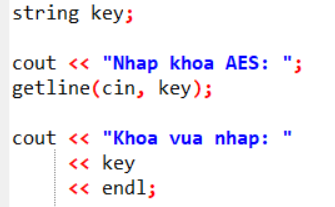 string key;
cout << "Nhap khoa AES: ";
getline(cin, key);
cout << "Khoa vua nhap: "
<< key
<< endl;